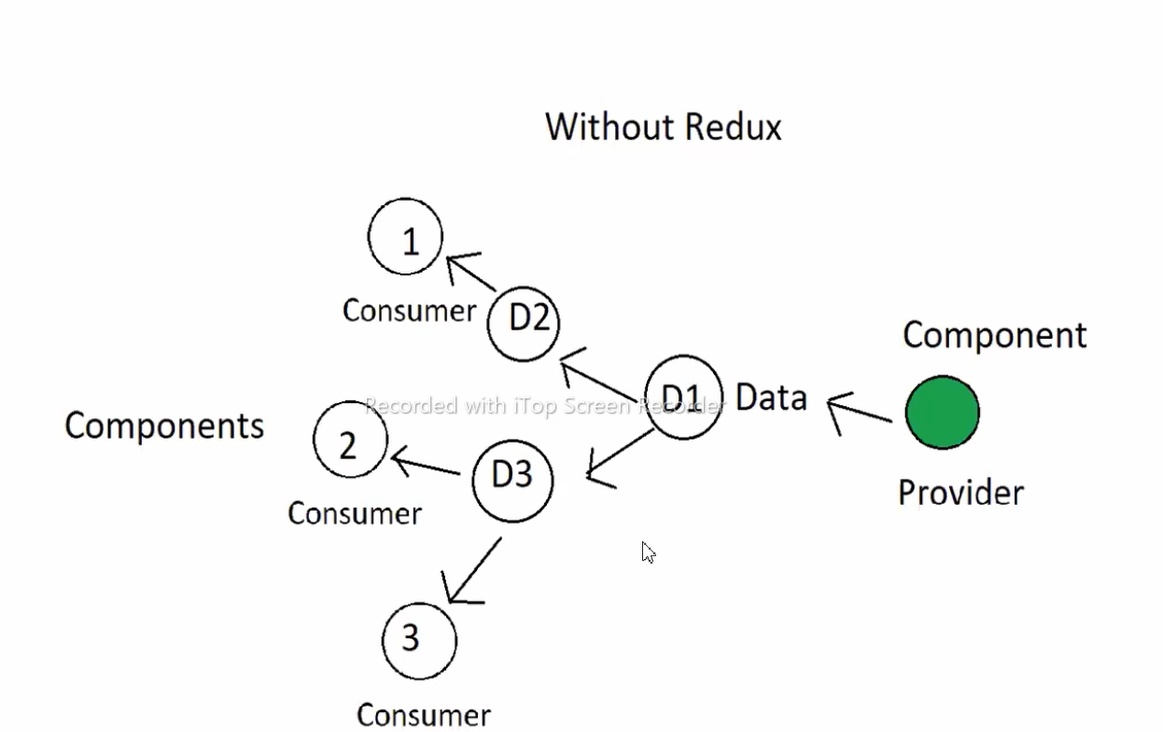 Without Redux
1
Consumer
D2
Component
D1
Data
Recorded with iTop Screen Recorder
Components
2
D3
Provider
Consumer
3
Consumer